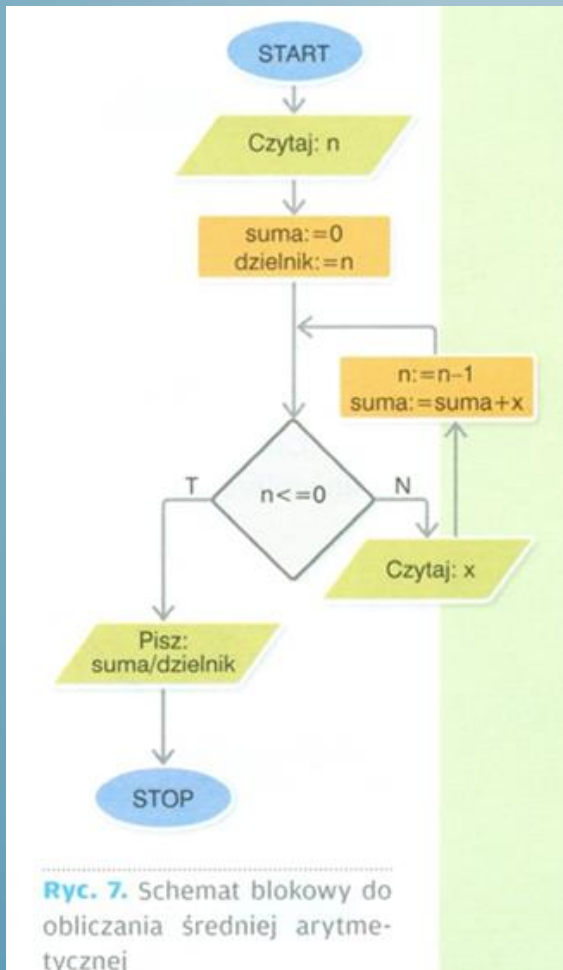 START
Czytaj: n
suma:=0
dzielnik:=n
n:=n–1
suma:=suma+x
T
n<=0
N
Czytaj: x
Pisz:
suma/dzielnik
STOP
Ryc. 7. Schemat blokowy do
obliczania średniej arytme-
tycznej